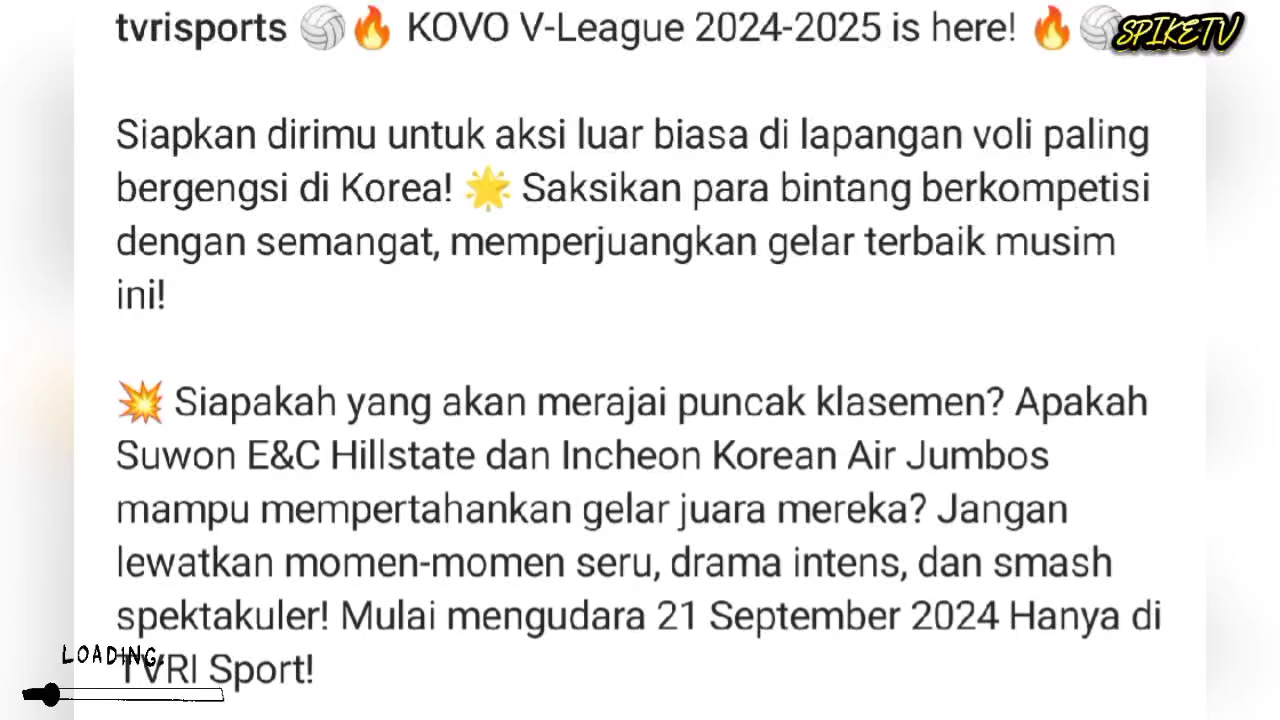 tvrisports 🏐🔥 KOVO V-League 2024-2025 is here! 🔥🏐
SPIKETV
Siapkan dirimu untuk aksi luar biasa di lapangan voli paling
bergengsi di Korea! 🌟 Saksikan para bintang berkompetisi
dengan semangat, memperjuangkan gelar terbaik musim
ini!
💥 Siapakah yang akan merajai puncak klasemen? Apakah
Suwon E&C Hillstate dan Incheon Korean Air Jumbos
mampu mempertahankan gelar juara mereka? Jangan
lewatkan momen-momen seru, drama intens, dan smash
spektakuler! Mulai mengudara 21 September 2024 Hanya di
TVRI Sport!
LOADING.